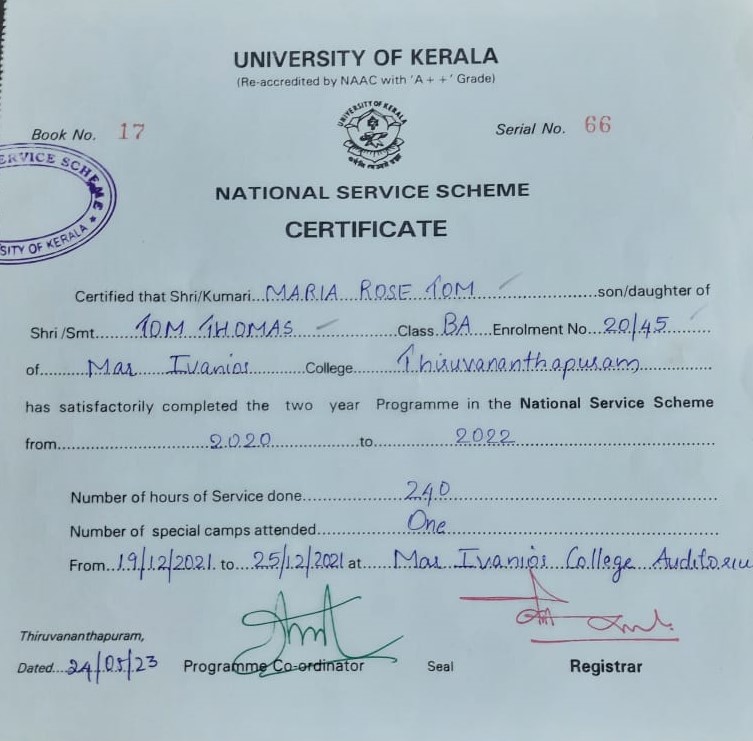 UNIVERSITY OF KERALA
(Re-accredited by NAAC with 'A + +' Grade)
UNIVERSITY OF KERALA
Book No. 17
Serial No. 66
ERVICE SCHEME
SITY OF KERALA ★
NATIONAL SERVICE SCHEME
CERTIFICATE
Certified that Shri/Kumari...MARIA ROSE TOM...son/daughter of
Shri /Smt....TOM THOMAS...Class BA...Enrolment No...20/45
of...Mar Ivanios...College...Thiruvananthapuram...
has satisfactorily completed the two year Programme in the National Service Scheme
from...2020...to...2022...
Number of hours of Service done...240...
Number of special camps attended...One...
From...19/12/2021...to...25/12/2021 at...Mar Ivanios College Auditoriu
Thiruvananthapuram,
Dated...24/05/23 Programme Co-ordinator Seal Registrar